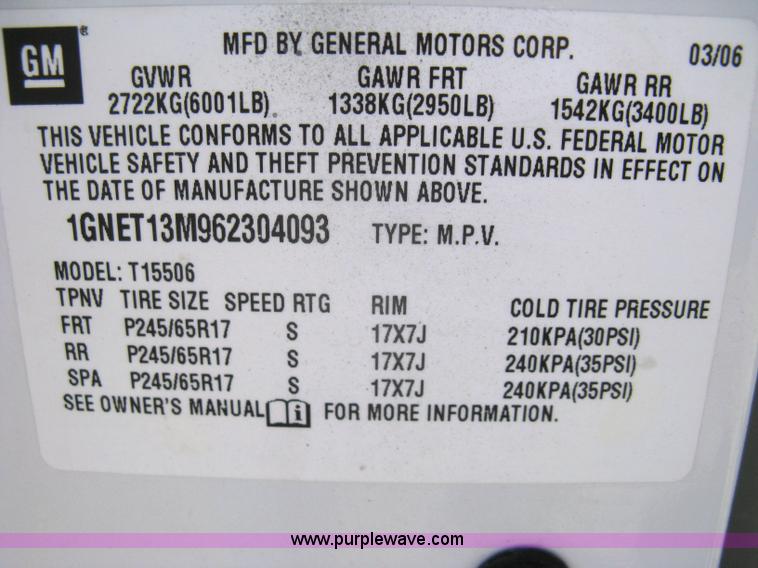 GM®
MFD BY GENERAL MOTORS CORP. 03/06
GVWR GAWR FRT GAWR RR
2722KG(6001LB) 1338KG(2950LB) 1542KG(3400LB)
THIS VEHICLE CONFORMS TO ALL APPLICABLE U.S. FEDERAL MOTOR
VEHICLE SAFETY AND THEFT PREVENTION STANDARDS IN EFFECT ON
THE DATE OF MANUFACTURE SHOWN ABOVE.
1GNET13M962304093 TYPE: M.P.V.
MODEL: T15506
TPNV TIRE SIZE SPEED RTG RIM COLD TIRE PRESSURE
FRT P245/65R17 S 17X7J 210KPA(30PSI)
RR P245/65R17 S 17X7J 240KPA(35PSI)
SPA P245/65R17 S 17X7J 240KPA(35PSI)
SEE OWNER'S MANUAL i FOR MORE INFORMATION.
www.purplewave.com